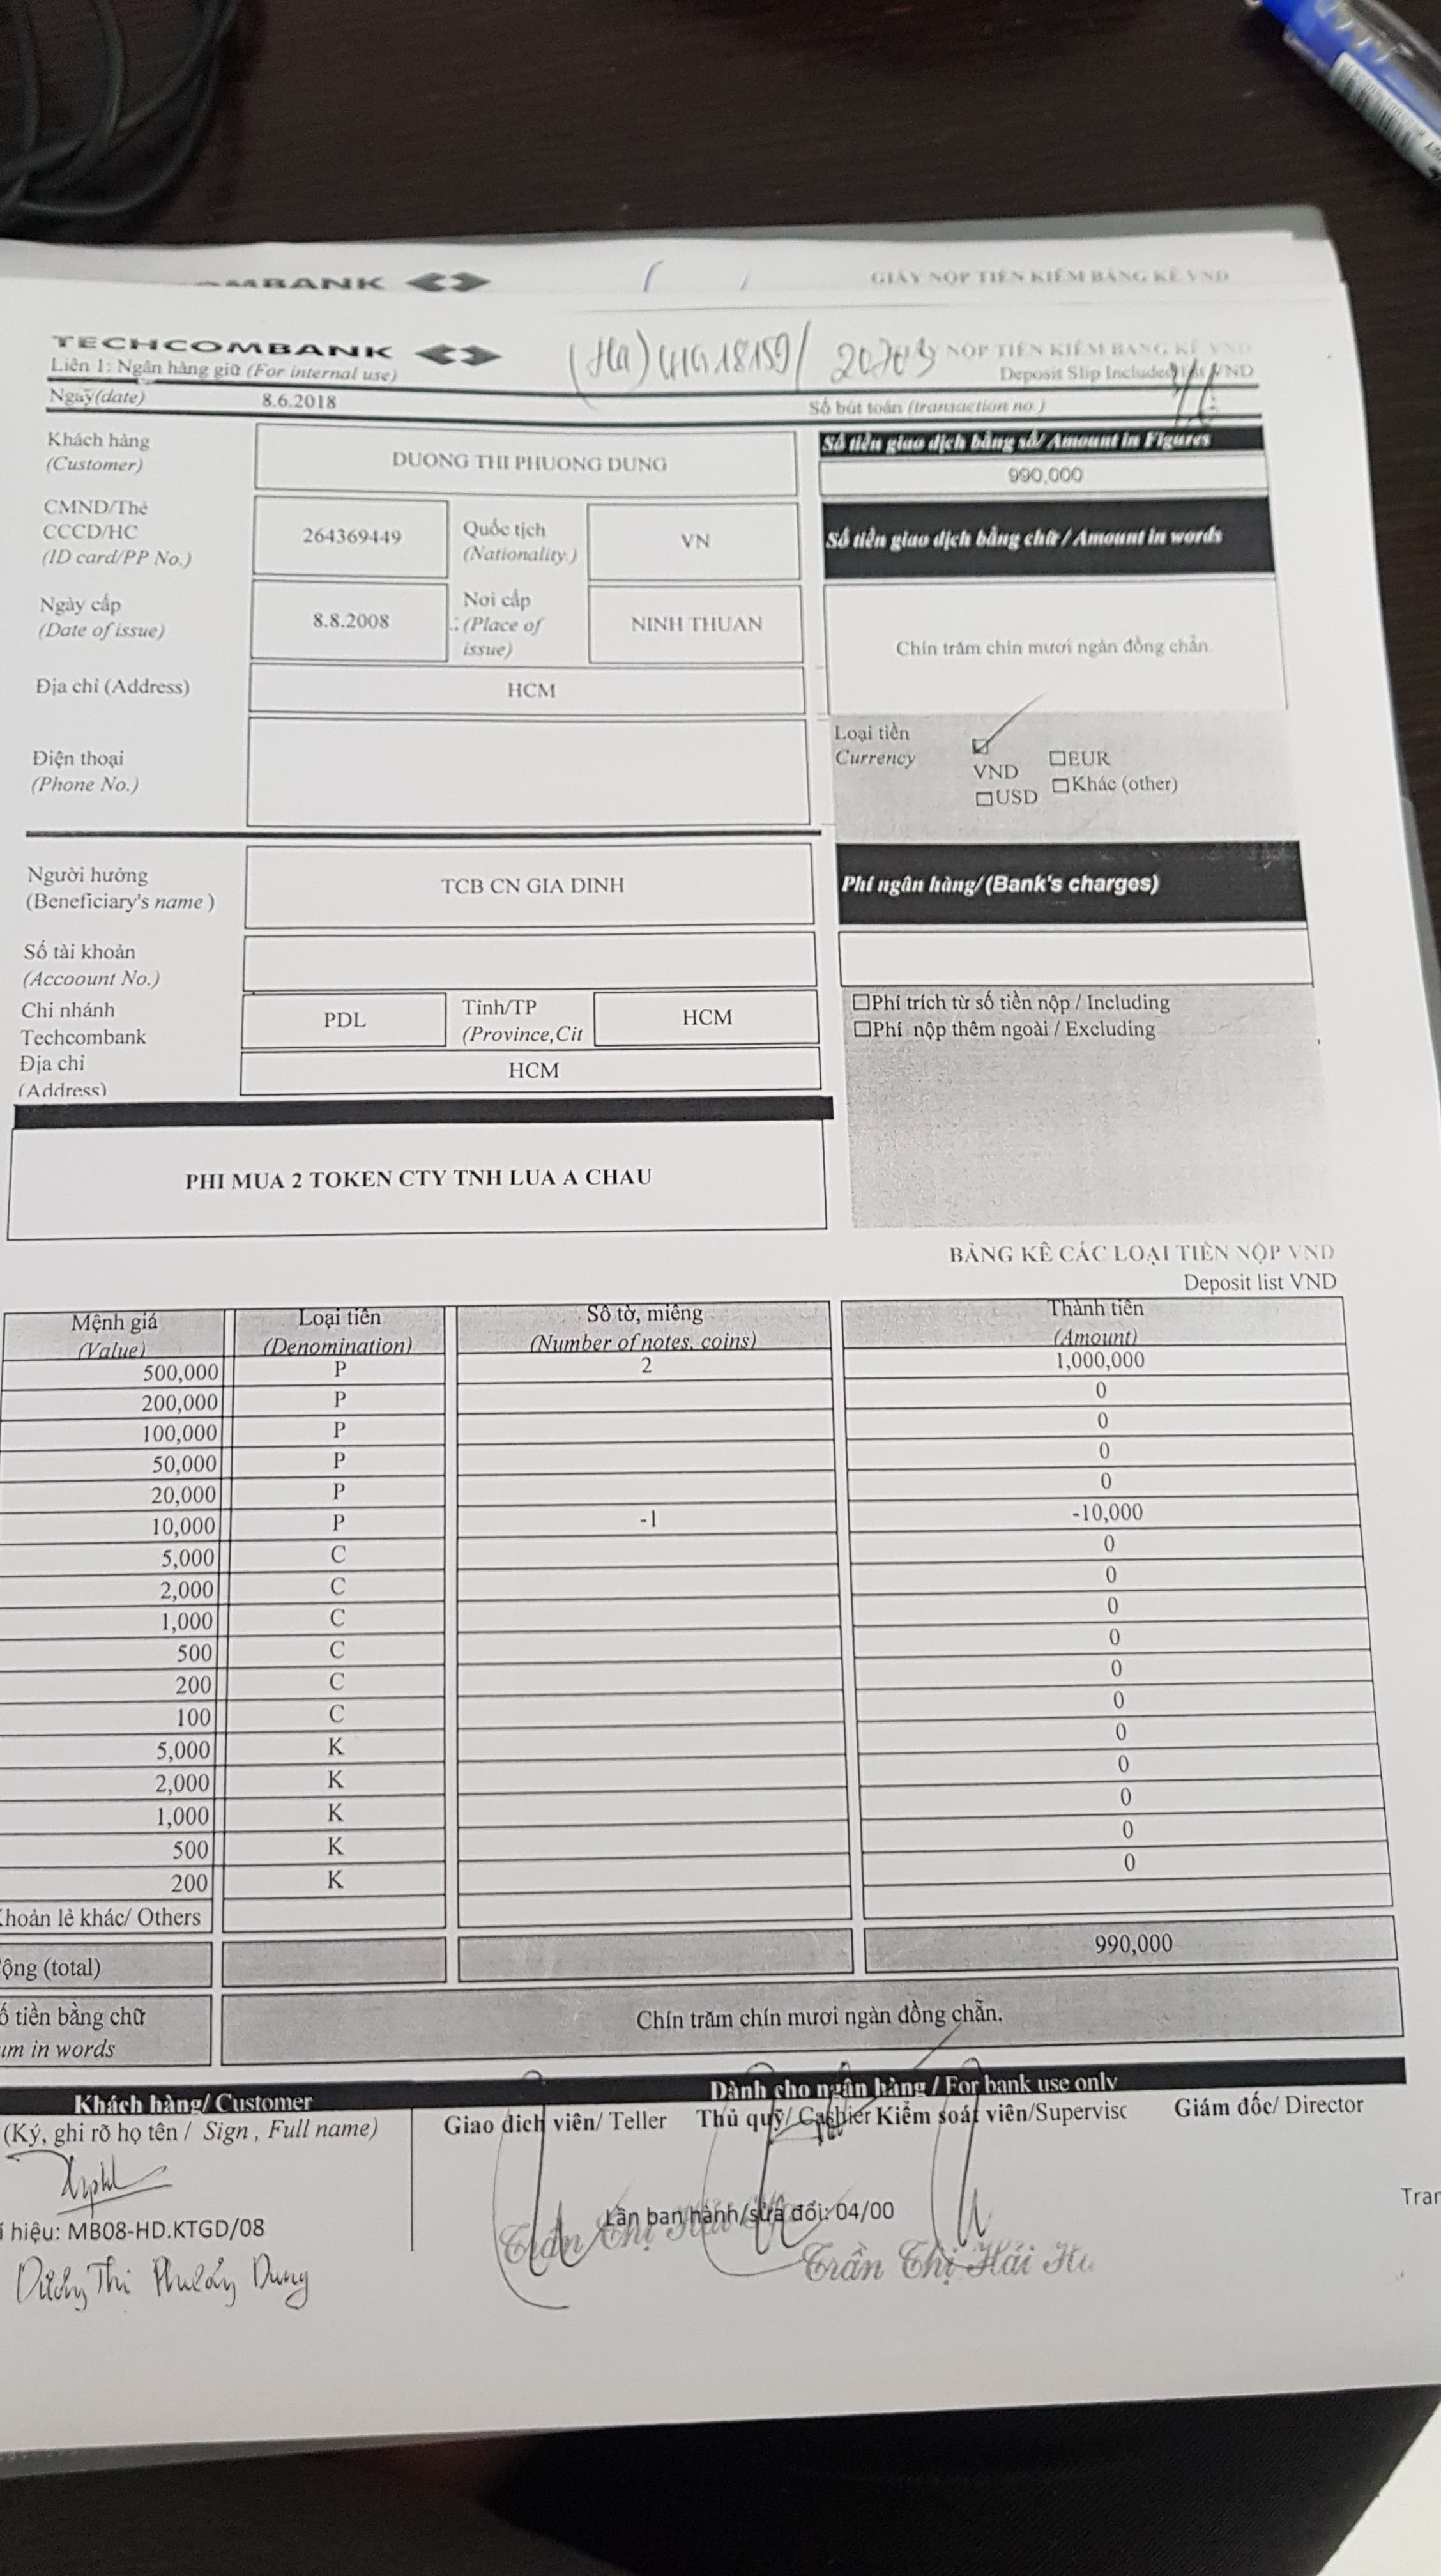 GIẤY NỘP TIỀN KIÊM BẢNG KÊ VND
TECHCOMBANK
NỘP TIỀN KIÊM BẢNG KÊ VND
Liên 1: Ngân hàng giữ (For internal use)
Deposit Slip Included VND
Ngày(date) 8.6.2018
Số bút toán (transaction no.)
Khách hàng
(Customer)
DUONG THI PHUONG DUNG
Số tiền giao dịch bằng số/ Amount in Figures
990,000
CMND/Thẻ
CCCD/HC
(ID card/PP No.)
264369449
Quốc tịch
(Nationality.)
VN
Số tiền giao dịch bằng chữ / Amount in words
Ngày cấp
(Date of issue)
8.8.2008
Nơi cấp
(Place of
issue)
NINH THUAN
Chín trăm chín mươi ngàn đồng chẵn.
Địa chỉ (Address)
HCM
Điện thoại
(Phone No.)
Loại tiền
Currency
VND
EUR
USD
Khác (other)
Người hưởng
(Beneficiary's name )
TCB CN GIA DINH
Phí ngân hàng/ (Bank's charges)
Số tài khoản
(Accoount No.)
Chi nhánh
Techcombank
PDL
Tỉnh/TP
(Province,Cit
HCM
Phí trích từ số tiền nộp / Including
Phí nộp thêm ngoài / Excluding
Địa chỉ
(Address)
HCM
PHI MUA 2 TOKEN CTY TNH LUA A CHAU
BẢNG KÊ CÁC LOẠI TIỀN NỘP VND
Deposit list VND
Mệnh giá Loại tiền Số tờ, miếng Thành tiền
(Value) (Denomination) (Number of notes, coins) (Amount)
500,000 P 2 1,000,000
200,000 P 0
100,000 P 0
50,000 P 0
20,000 P 0
10,000 P -1 -10,000
5,000 C 0
2,000 C 0
1,000 C 0
500 C 0
200 C 0
100 C 0
5,000 K 0
2,000 K 0
1,000 K 0
500 K 0
200 K 0
hoản lẻ khác/ Others
ộng (total) 990,000
ố tiền bằng chữ
um in words
Chín trăm chín mươi ngàn đồng chẵn.
Khách hàng/ Customer
Dành cho ngân hàng / For bank use only
(Ký, ghi rõ họ tên / Sign , Full name)
Giao dịch viên/ Teller Thủ quỹ/ Cashier Kiểm soát viên/Superviso Giám đốc/ Director
í hiệu: MB08-HD.KTGD/08
Lần ban hành/sửa đổi: 04/00
Tran
Dương Thị Phương Dung
Trần Thị Hải
Trần Thị Hải